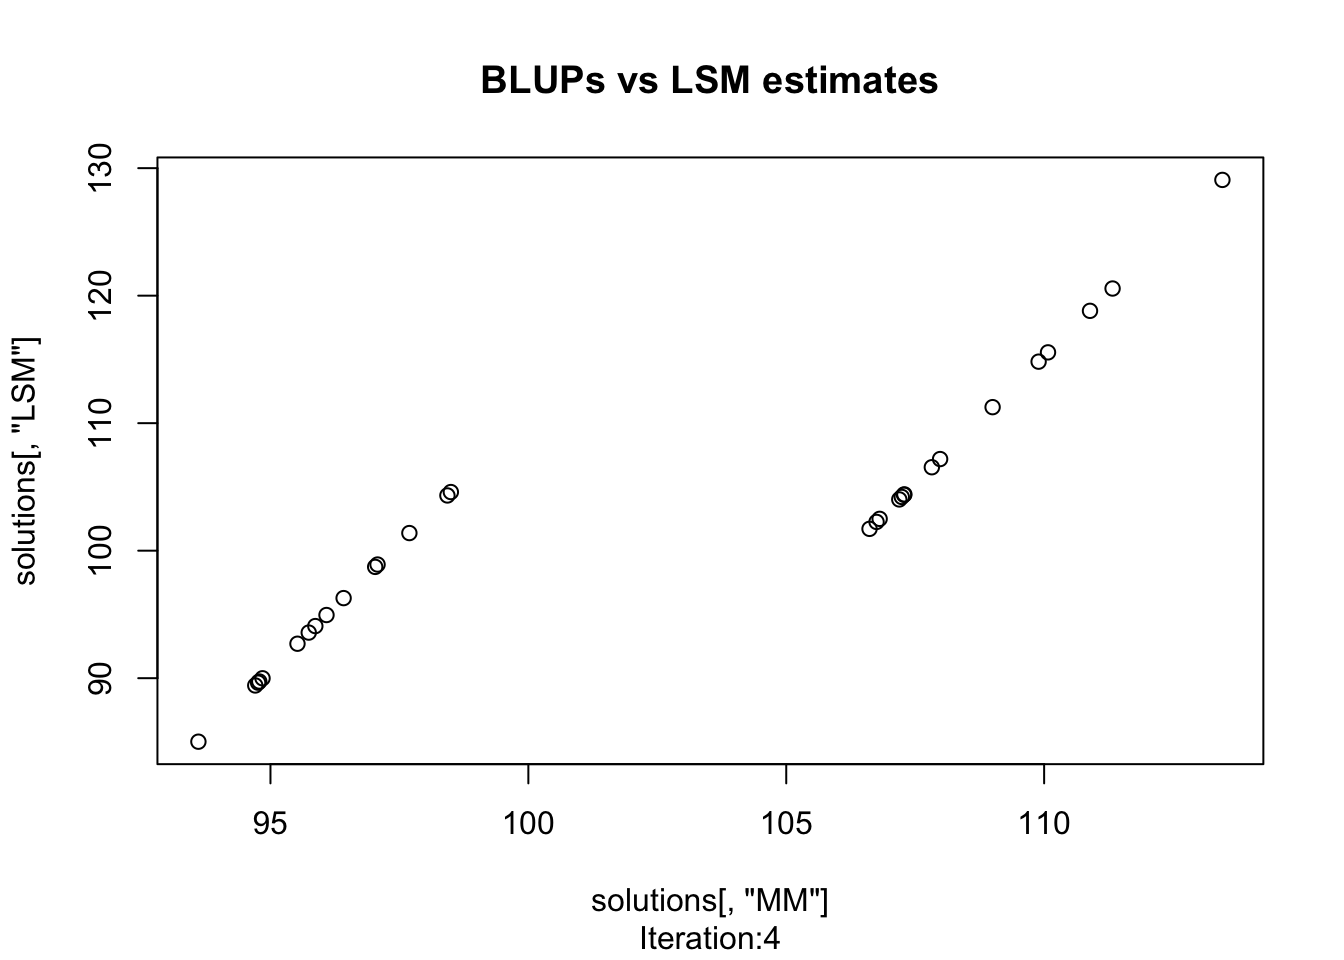 BLUPs vs LSM estimates
130
120
110
100
90
solutions[, "LSM"]
95 100 105 110
solutions[, "MM"]
Iteration:4